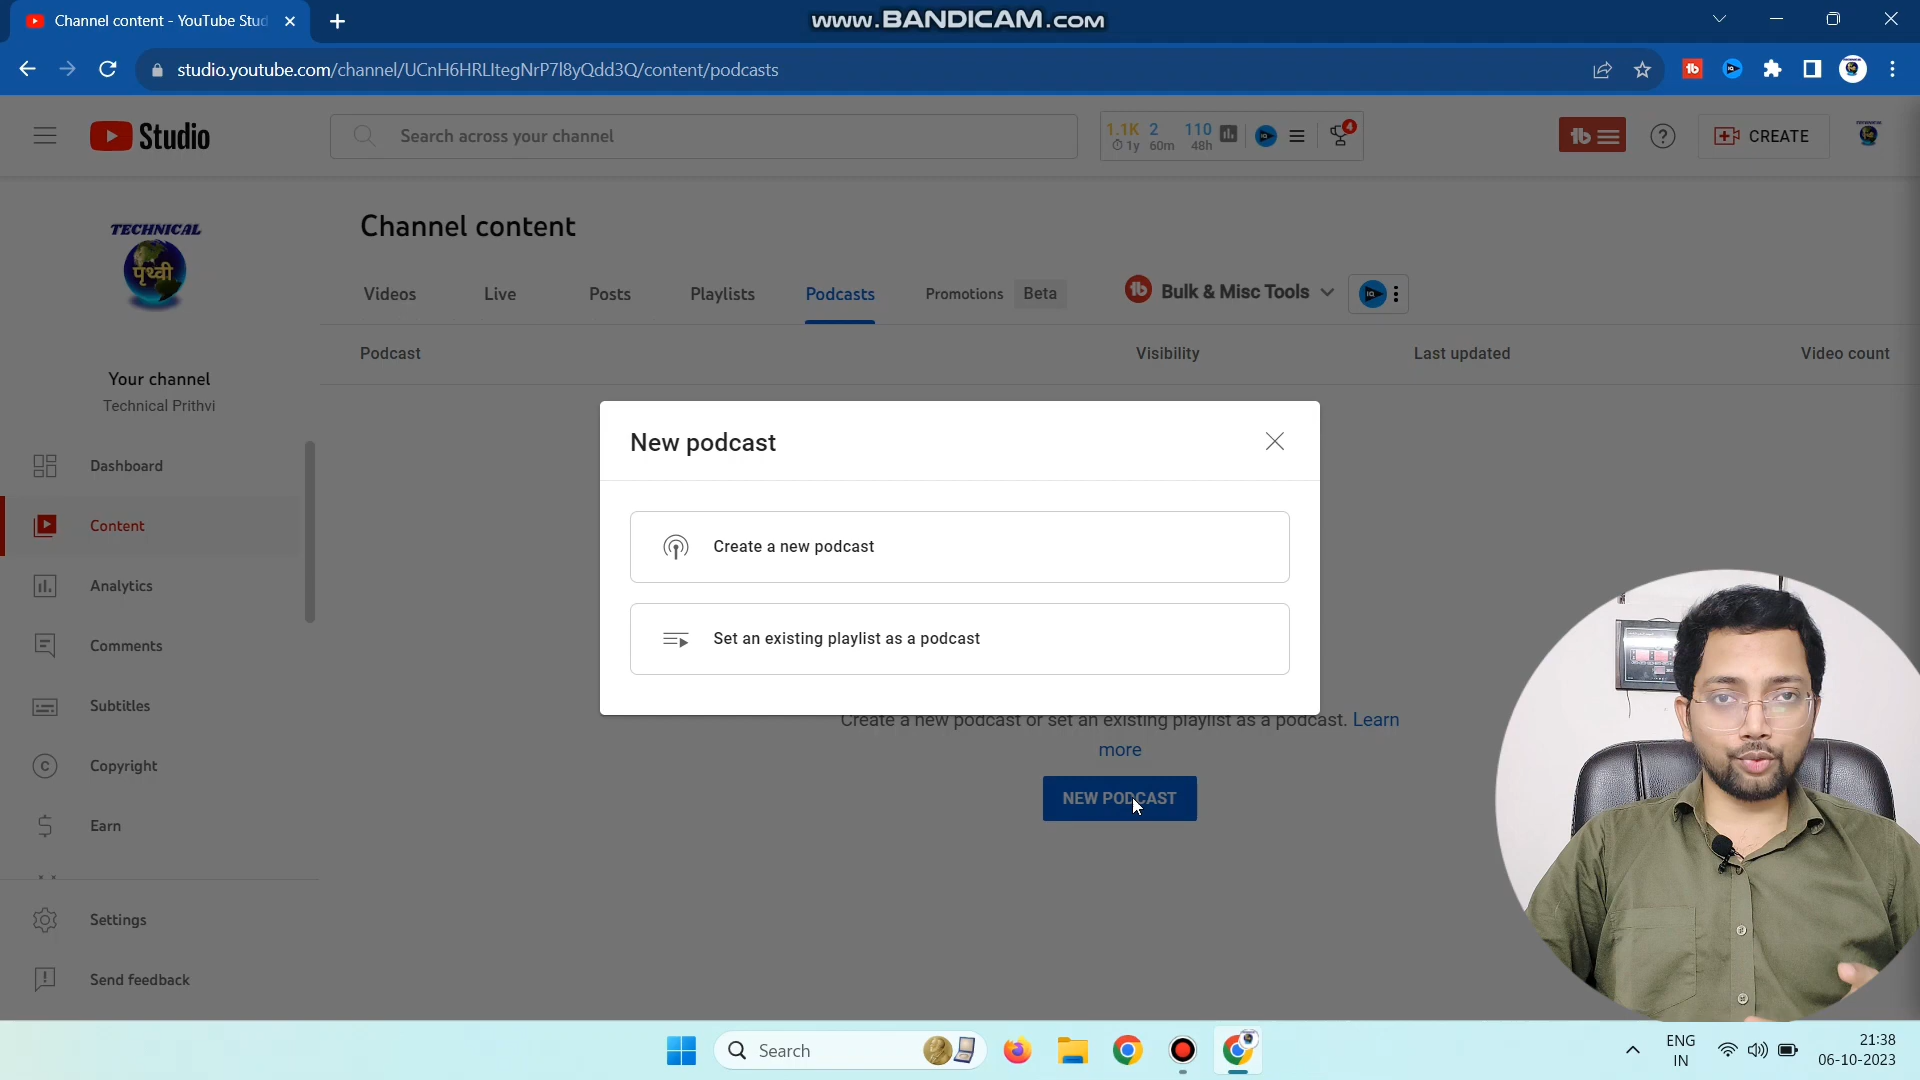 Channel content - YouTube Stud
www.BANDICAM.com
studio.youtube.com/channel/UCnH6HRLItegNrP7l8yQdd3Q/content/podcasts
Studio
Search across your channel
1.1K 2 110
1y 60m 48h
4
CREATE
TECHNICAL
पृथ्वी
Channel content
Videos Live Posts Playlists Podcasts Promotions Beta Bulk & Misc Tools
Podcast Visibility Last updated Video count
Your channel
Technical Prithvi
Dashboard
Content
Analytics
Comments
Subtitles
Copyright
Earn
Settings
Send feedback
New podcast
Create a new podcast
Set an existing playlist as a podcast
Create a new podcast or set an existing playlist as a podcast. Learn
more
NEW PODCAST
Search
ENG
IN
21:38
06-10-2023